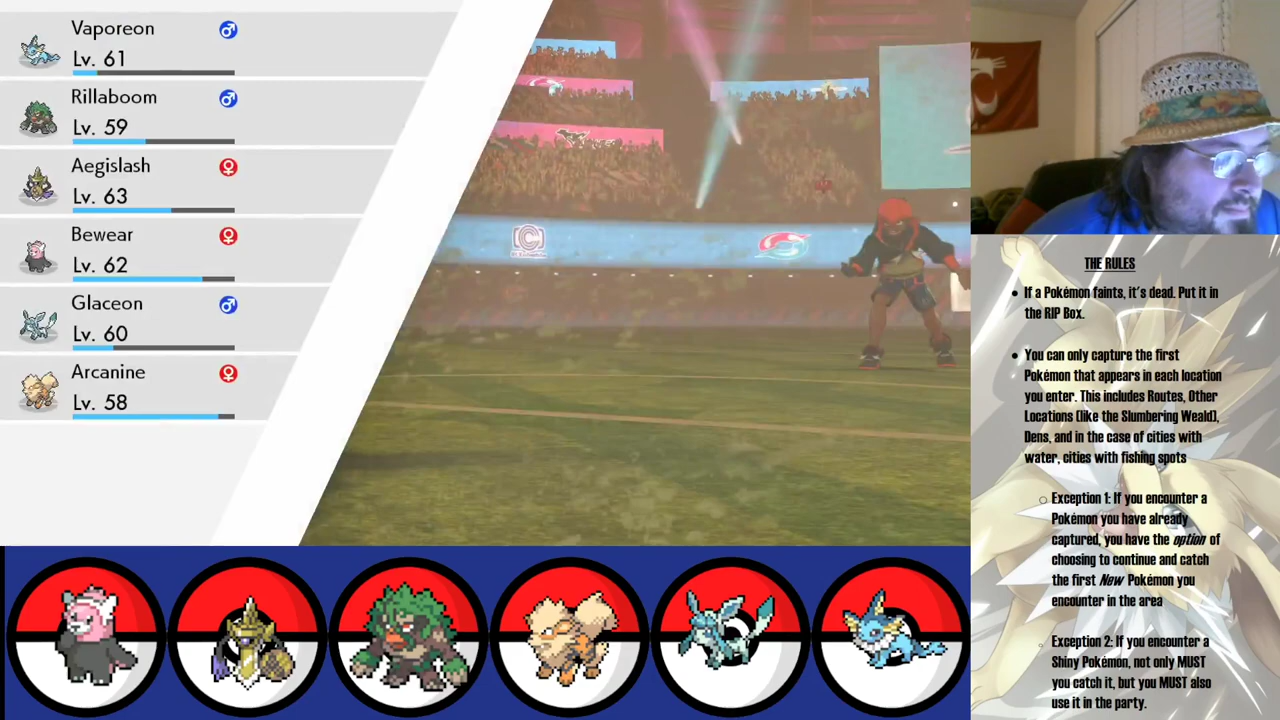 Vaporeon ♂
Lv. 61
Rillaboom ♂
Lv. 59
Aegislash ♀
Lv. 63
Bewear ♀
Lv. 62
Glaceon ♂
Lv. 60
Arcanine ♀
Lv. 58
THE RULES
• If a Pokémon faints, it's dead. Put it in
the RIP Box.
• You can only capture the first
Pokémon that appears in each location
you enter. This includes Routes, Other
Locations (like the Slumbering Weald),
Dens, and in the case of cities with
water, cities with fishing spots
○ Exception 1: If you encounter a
Pokémon you have already
captured, you have the option of
choosing to continue and catch
the first New Pokémon you
encounter in the area
○ Exception 2: If you encounter a
Shiny Pokémon, not only MUST
you catch it, but you MUST also
use it in the party.